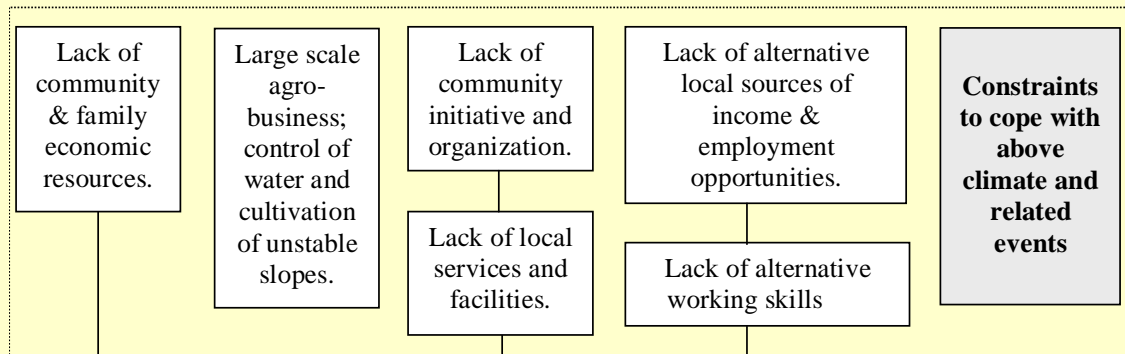 Lack of
community
& family
economic
resources.
Large scale
agro-
business;
control of
water and
cultivation
of unstable
slopes.
Lack of
community
initiative and
organization.
Lack of local
services and
facilities.
Lack of alternative
local sources of
income &
employment
opportunities.
Lack of alternative
working skills
Constraints
to cope with
above
climate and
related
events